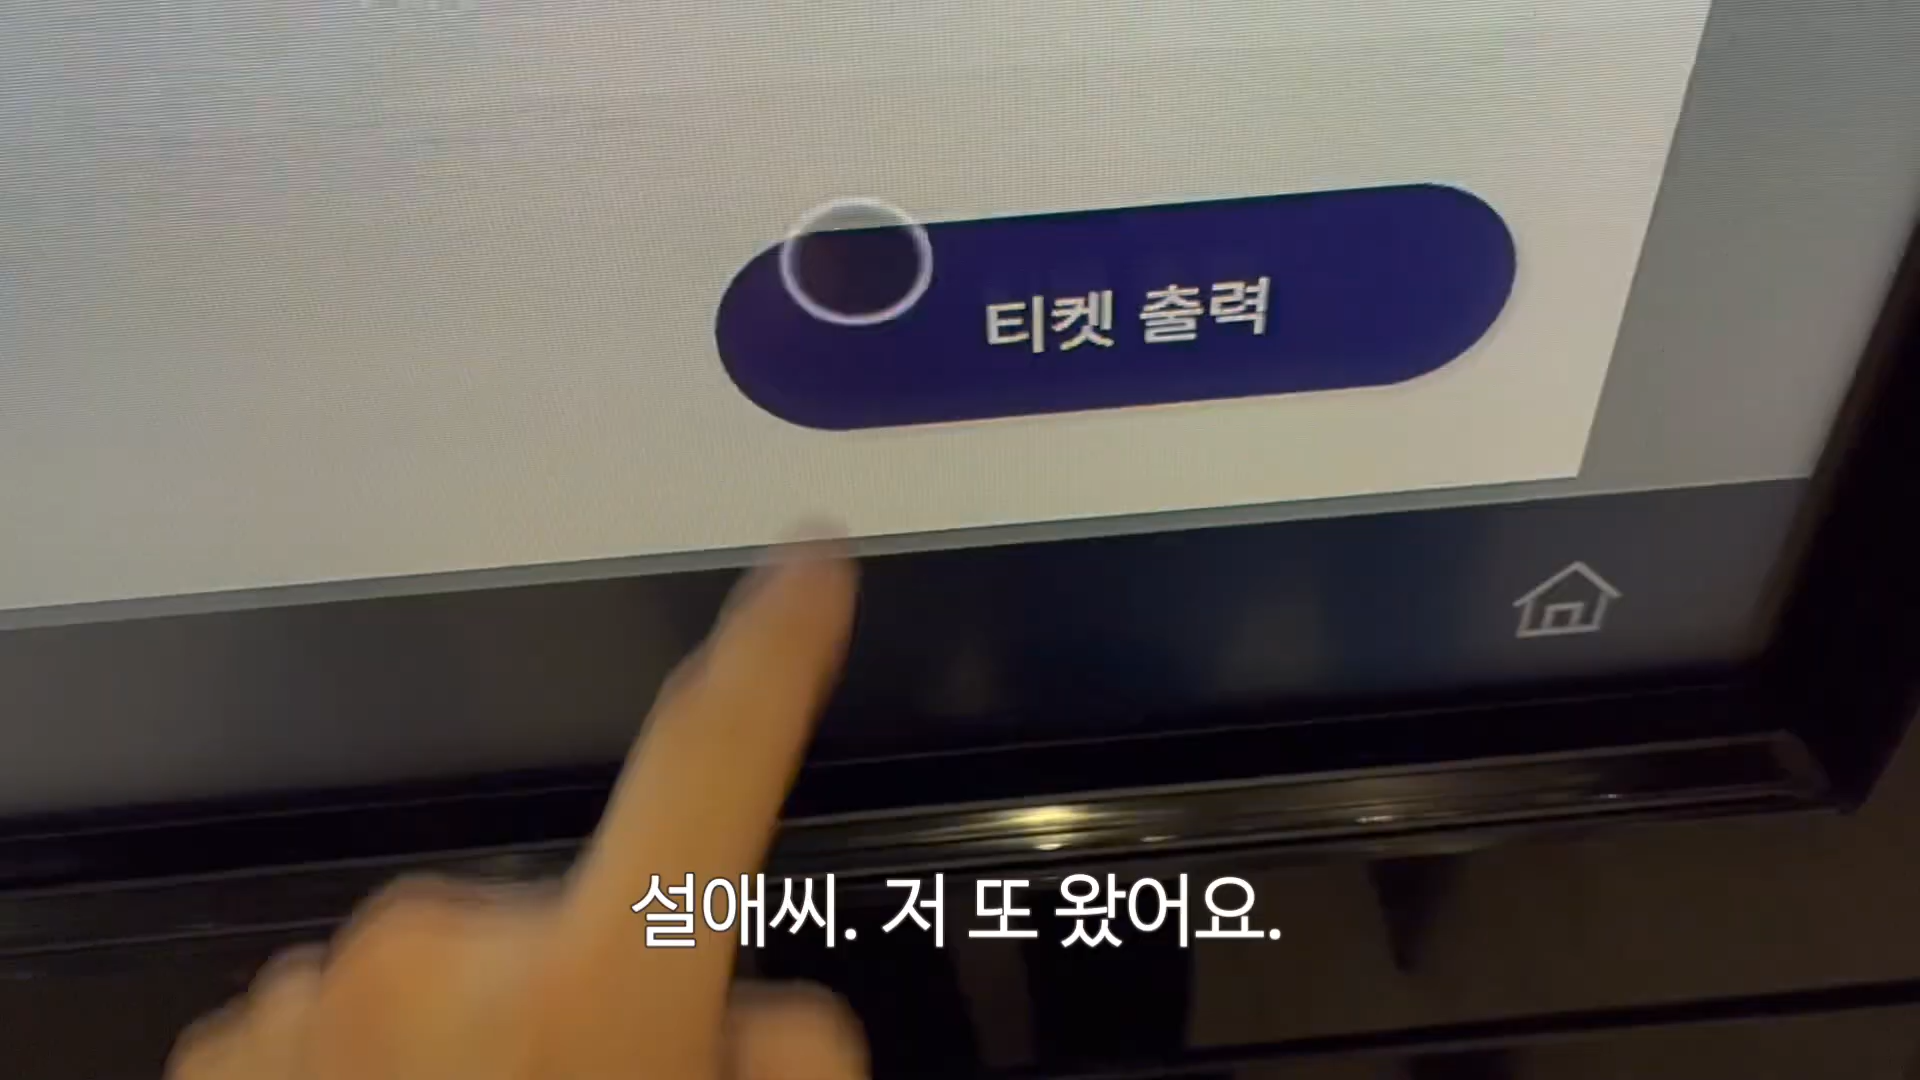 티켓 출력
설애씨. 저 또 왔어요.